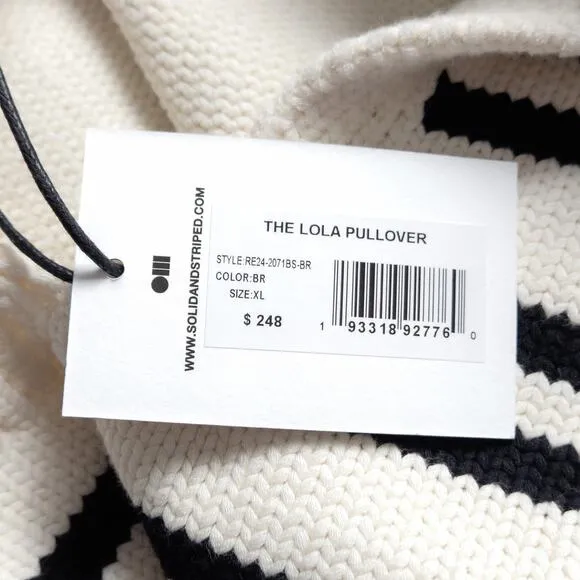 WWW.SOLIDANDSTRIPED.COM
THE LOLA PULLOVER
STYLE:RE24-2071BS-BR
COLOR:BR
SIZE:XL
$ 248
1 93318 92776 0